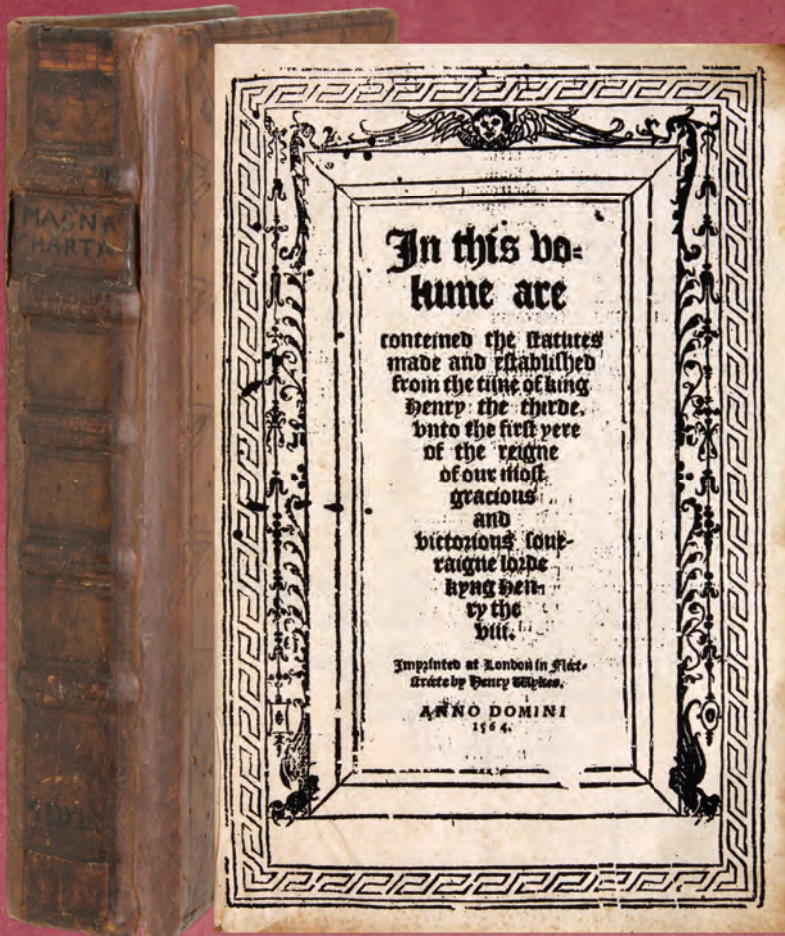 MAGNA
CHARTA
In this vo=
lume are
conteined the statutes
made and established
from the time of king
Henry the thirde,
vnto the first yere
of the reigne
of our most
gracious
and
victorious soue-
raigne lorde
kyng Hen-
ry the
viii.
Imprinted at London in Flete-
strete by Henry Wykes.
ANNO DOMINI
1564.